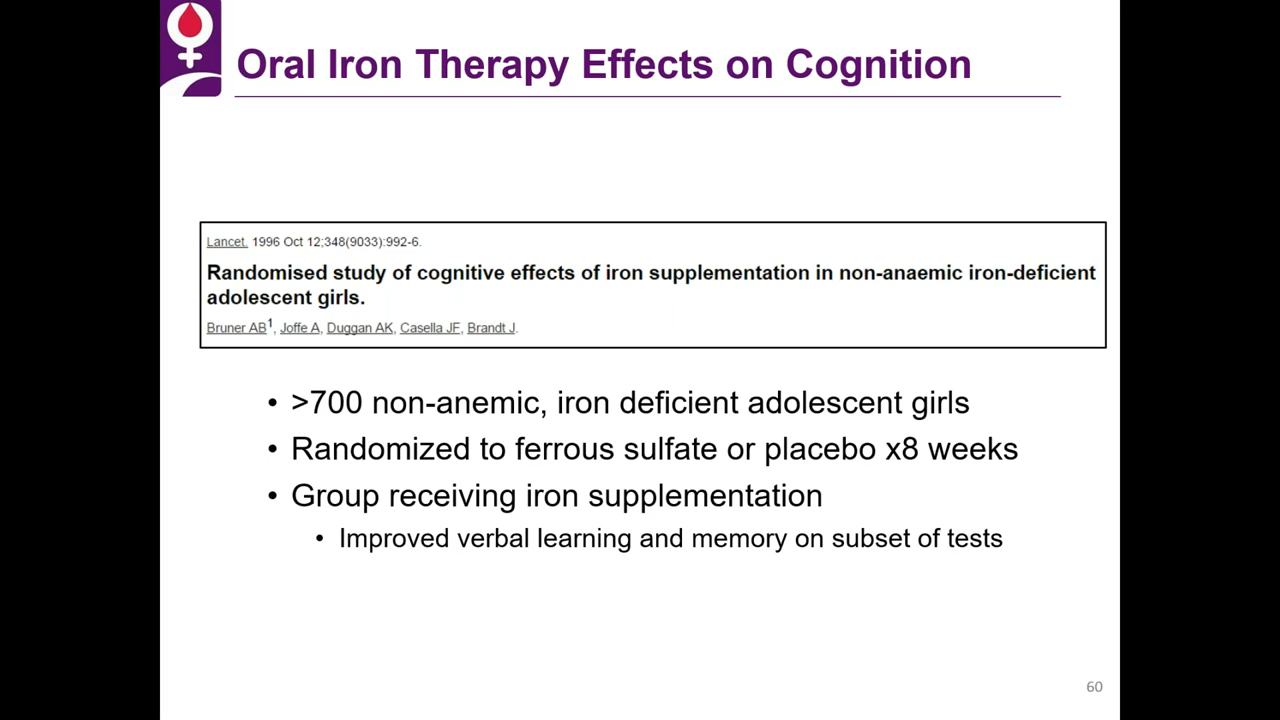 Oral Iron Therapy Effects on Cognition
Lancet. 1996 Oct 12;348(9033):992-6.
Randomised study of cognitive effects of iron supplementation in non-anaemic iron-deficient
adolescent girls.
Bruner AB1, Joffe A, Duggan AK, Casella JF, Brandt J.
• >700 non-anemic, iron deficient adolescent girls
• Randomized to ferrous sulfate or placebo x8 weeks
• Group receiving iron supplementation
• Improved verbal learning and memory on subset of tests
60